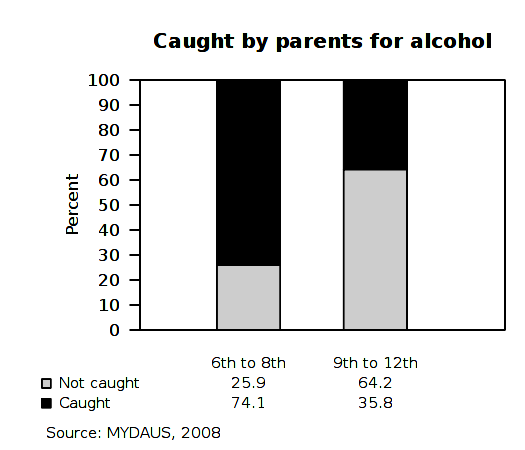 Caught by parents for alcohol
100
90
80
70
60
50
40
30
20
10
0
Percent
6th to 8th 9th to 12th
Not caught 25.9 64.2
Caught 74.1 35.8
Source: MYDAUS, 2008